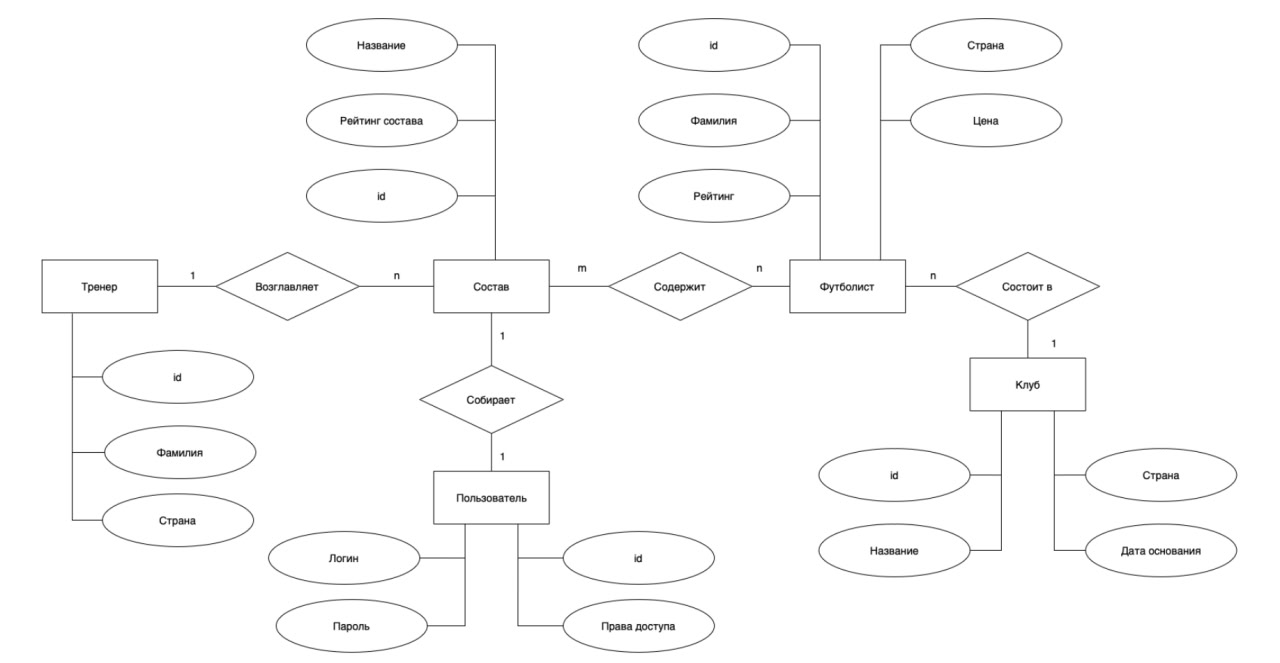 Название
id
Страна
Рейтинг состава
Фамилия
Цена
id
Рейтинг
Тренер
1
Возглавляет
n
Состав
m
Содержит
n
Футболист
n
Состоит в
1
1
Клуб
id
Собирает
Фамилия
1
id
Страна
Пользователь
Страна
Название
Дата основания
Логин
id
Пароль
Права доступа